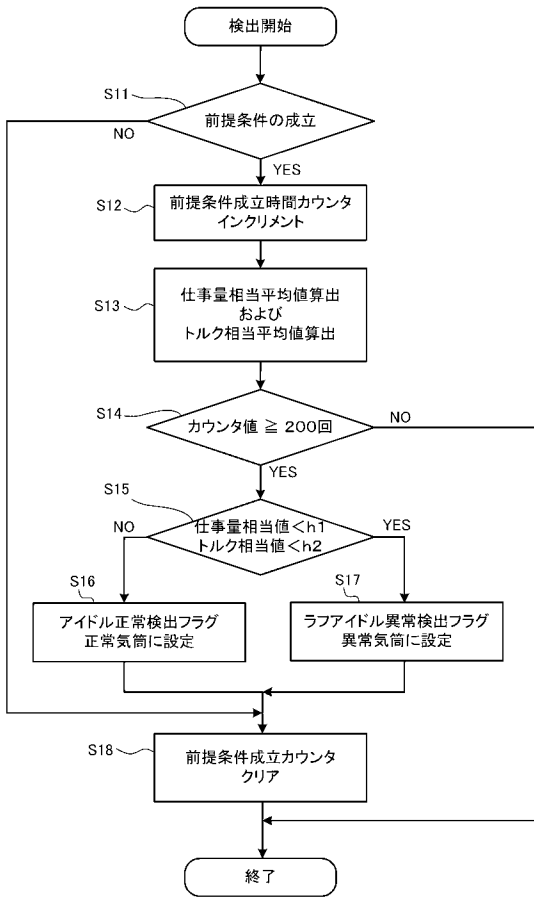 検出開始
S11
前提条件の成立
NO
YES
S12
前提条件成立時間カウンタ
インクリメント
S13
仕事量相当平均値算出
および
トルク相当平均値算出
S14
カウンタ値 ≧ 200回
NO
YES
S15
仕事量相当値<h1
トルク相当値<h2
NO
YES
S16
アイドル正常検出フラグ
正常気筒に設定
S17
ラフアイドル異常検出フラグ
異常気筒に設定
S18
前提条件成立カウンタ
クリア
終了